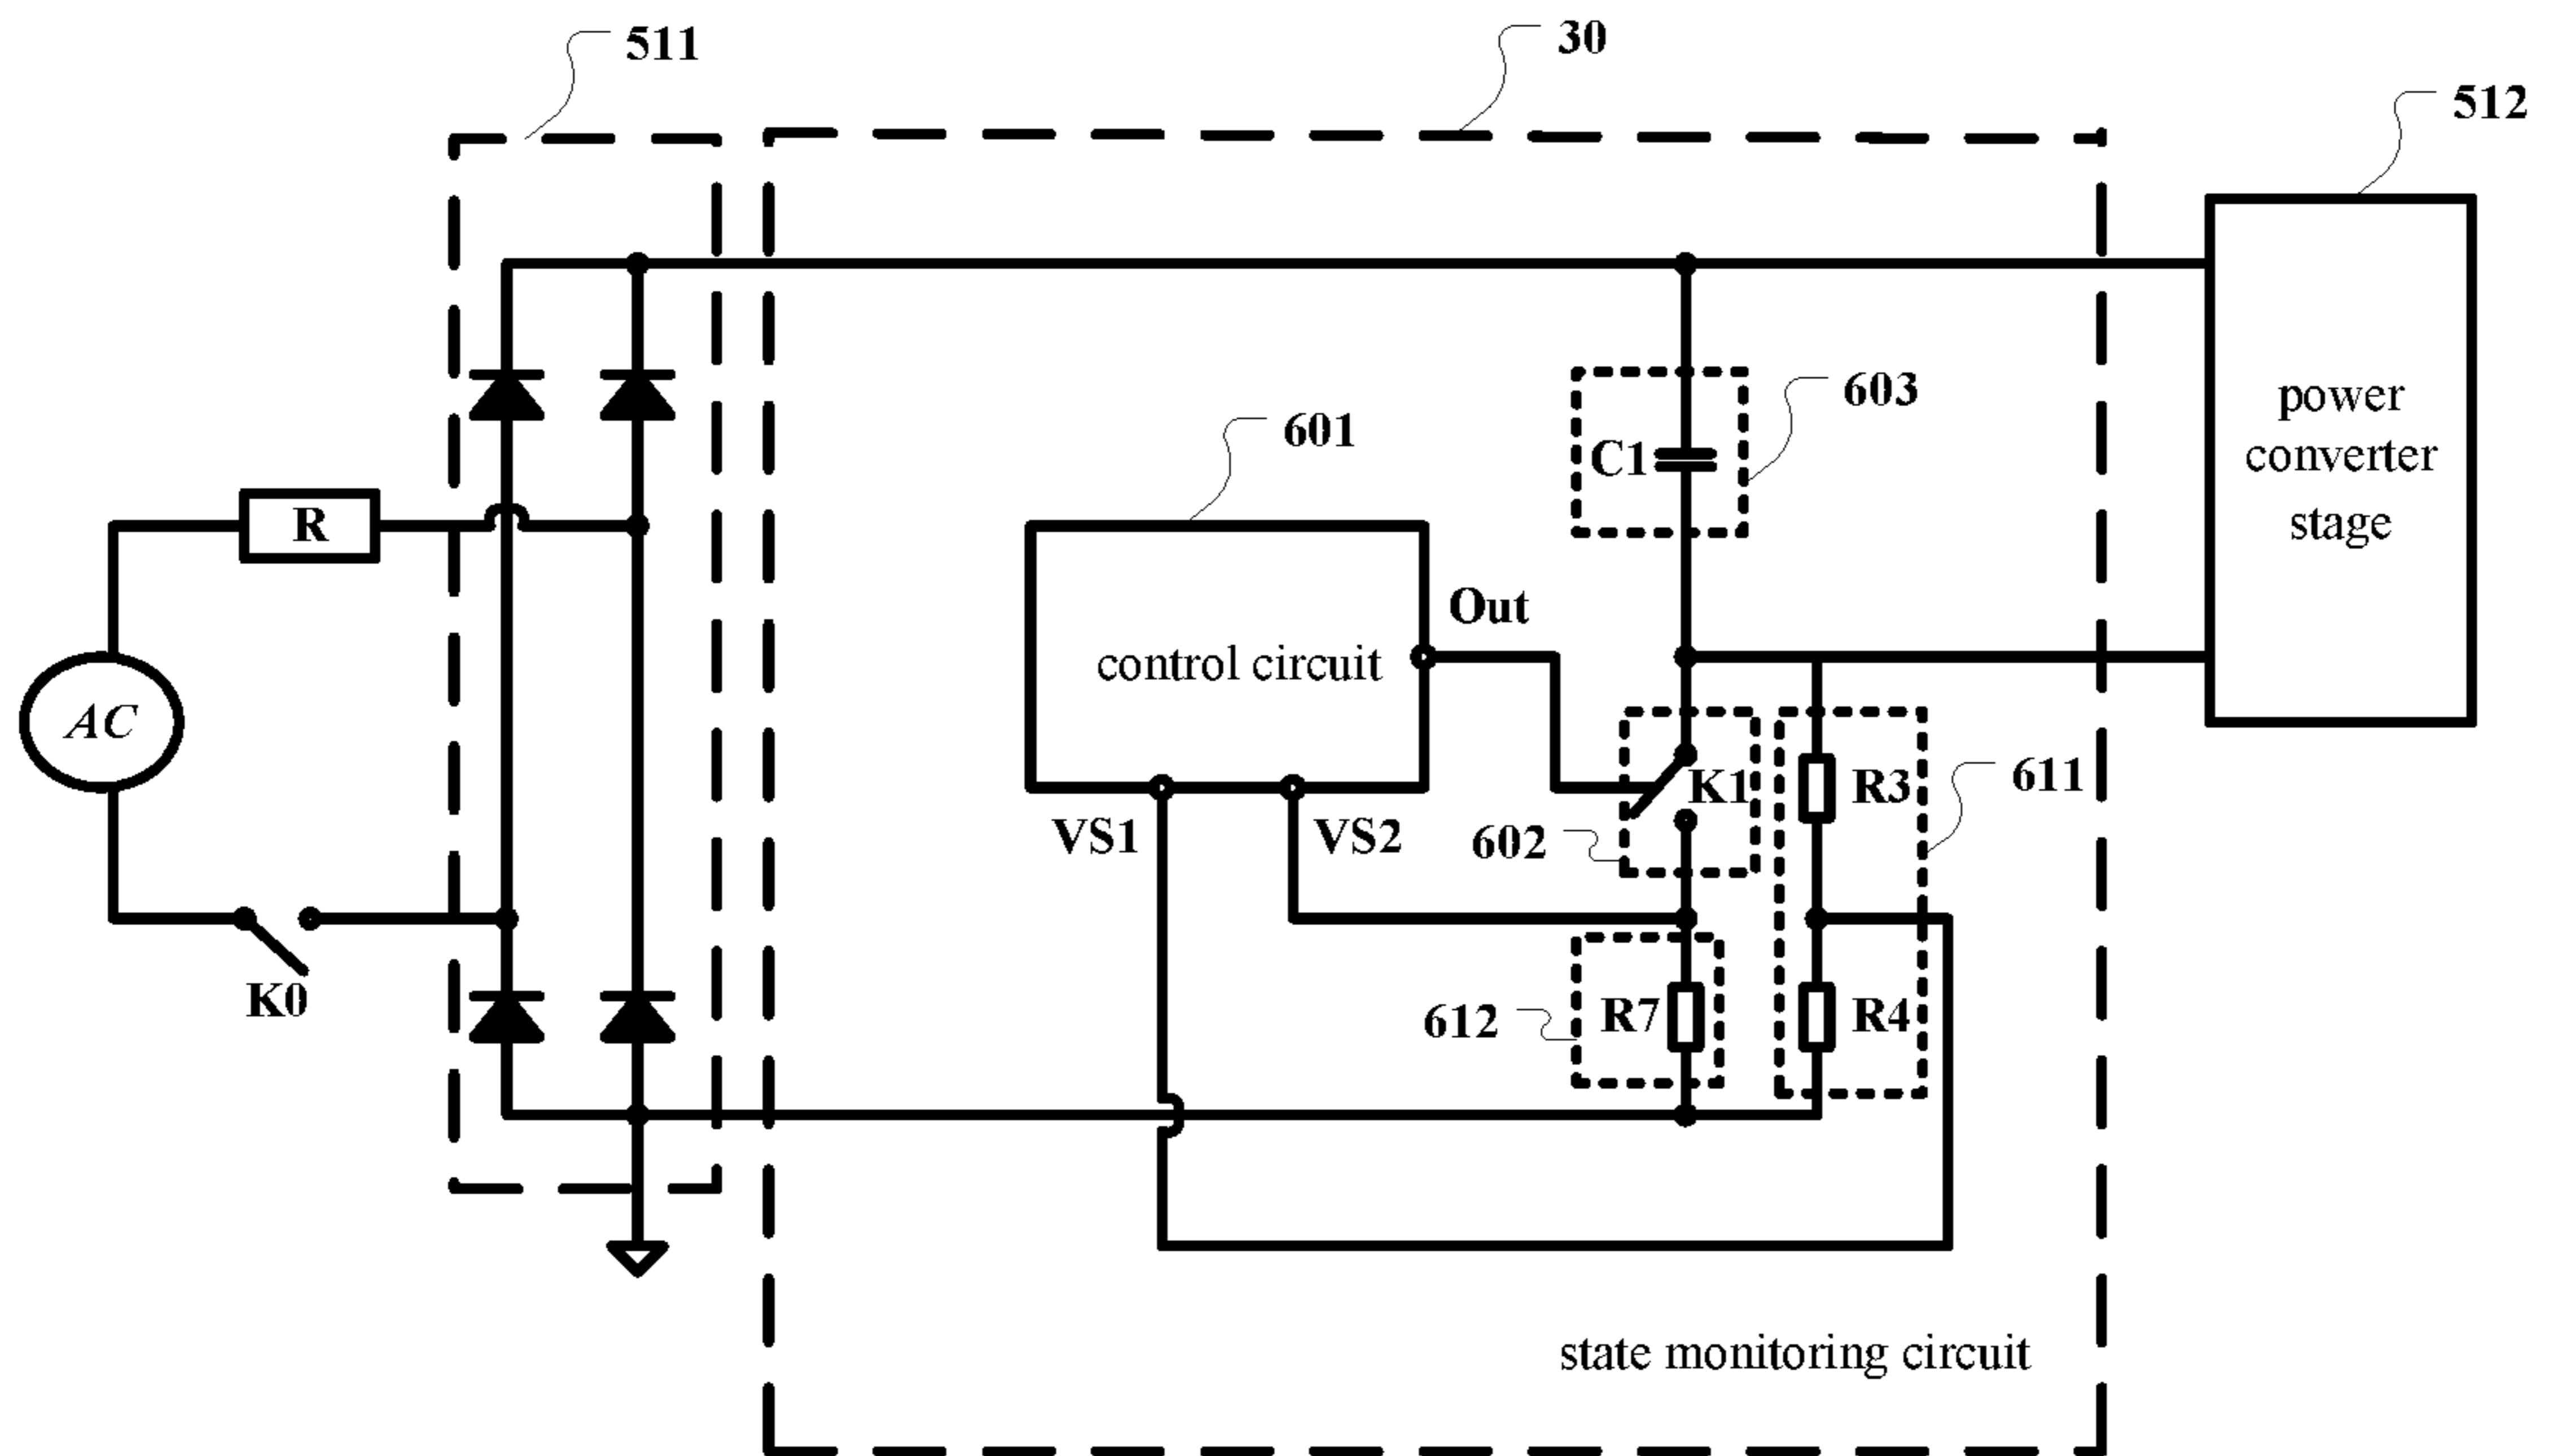 511
30
512
603
601
C1
power
converter
stage
R
Out
control circuit
AC
K1
R3
611
VS1
VS2
602
K0
612
R7
R4
state monitoring circuit